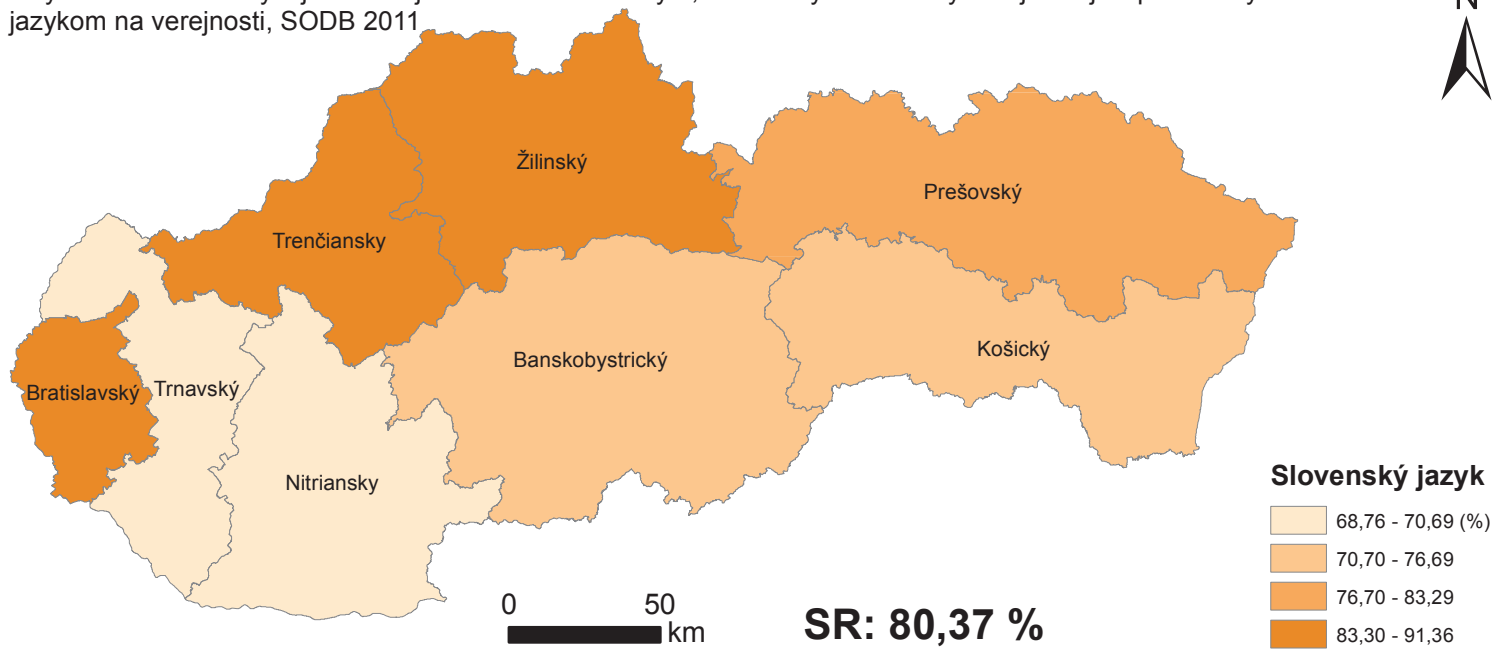 jazykom na verejnosti, SODB 2011
N
Žilinský
Prešovský
Trenčiansky
Košický
Banskobystrický
Bratislavský
Trnavský
Nitriansky
Slovenský jazyk
68,76 - 70,69 (%)
70,70 - 76,69
76,70 - 83,29
83,30 - 91,36
0 50
km
SR: 80,37 %